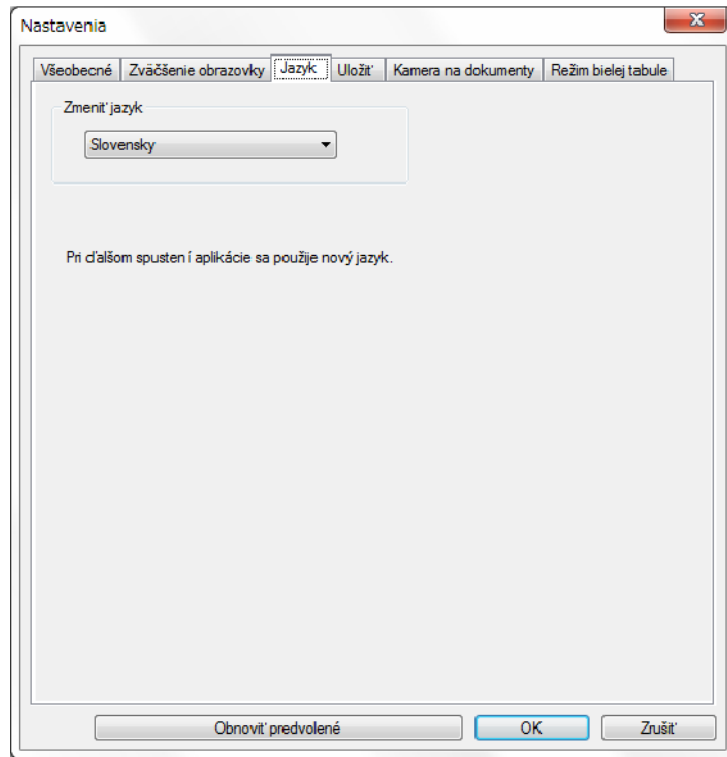 Nastavenia
Všeobecné Zväčšenie obrazovky Jazyk Uložiť Kamera na dokumenty Režim bielej tabule
Zmeniť jazyk
Slovensky
Pri ďalšom spusten í aplikácie sa použije nový jazyk.
Obnoviť predvolené OK Zrušiť